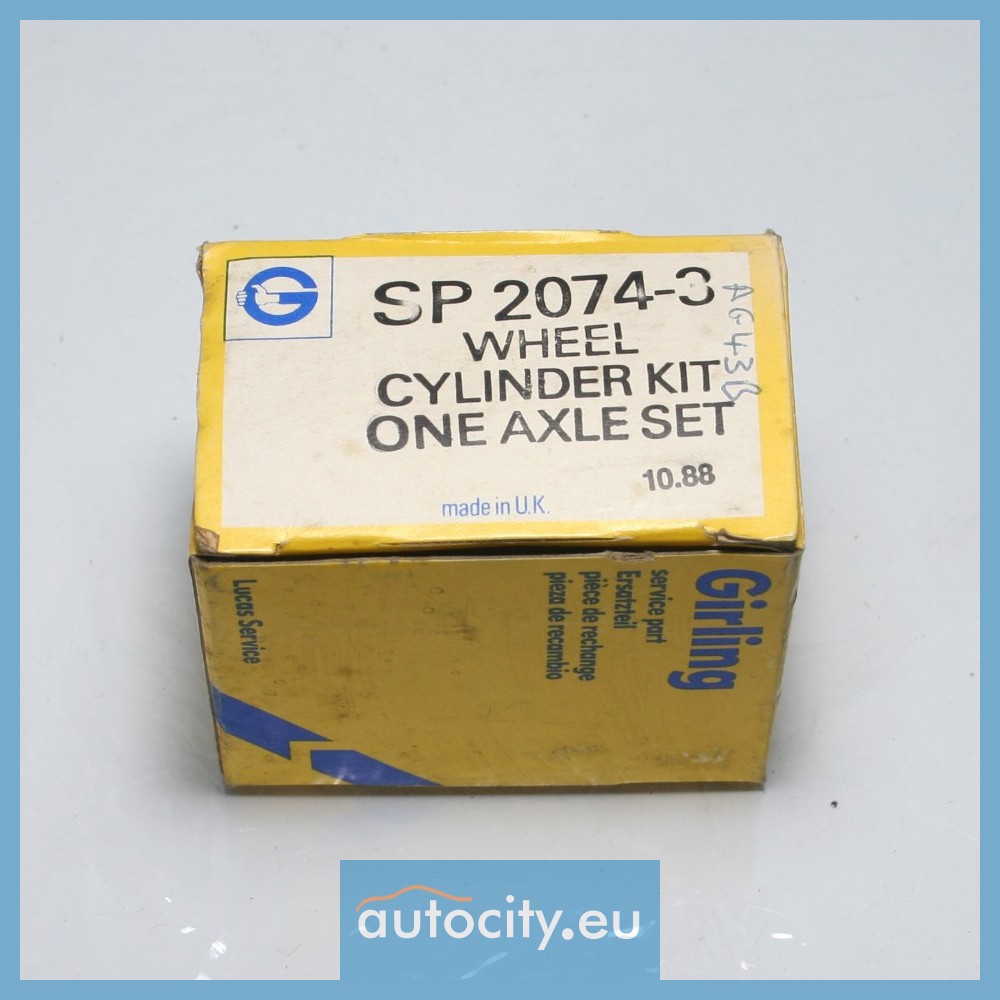 G
SP 2074-3
WHEEL
CYLINDER KIT
ONE AXLE SET
10.88
made in U.K.
AG43B
Girling
service part
Ersatzteil
pièce de rechange
pieza de recambio
Lucas Service
autocity.eu